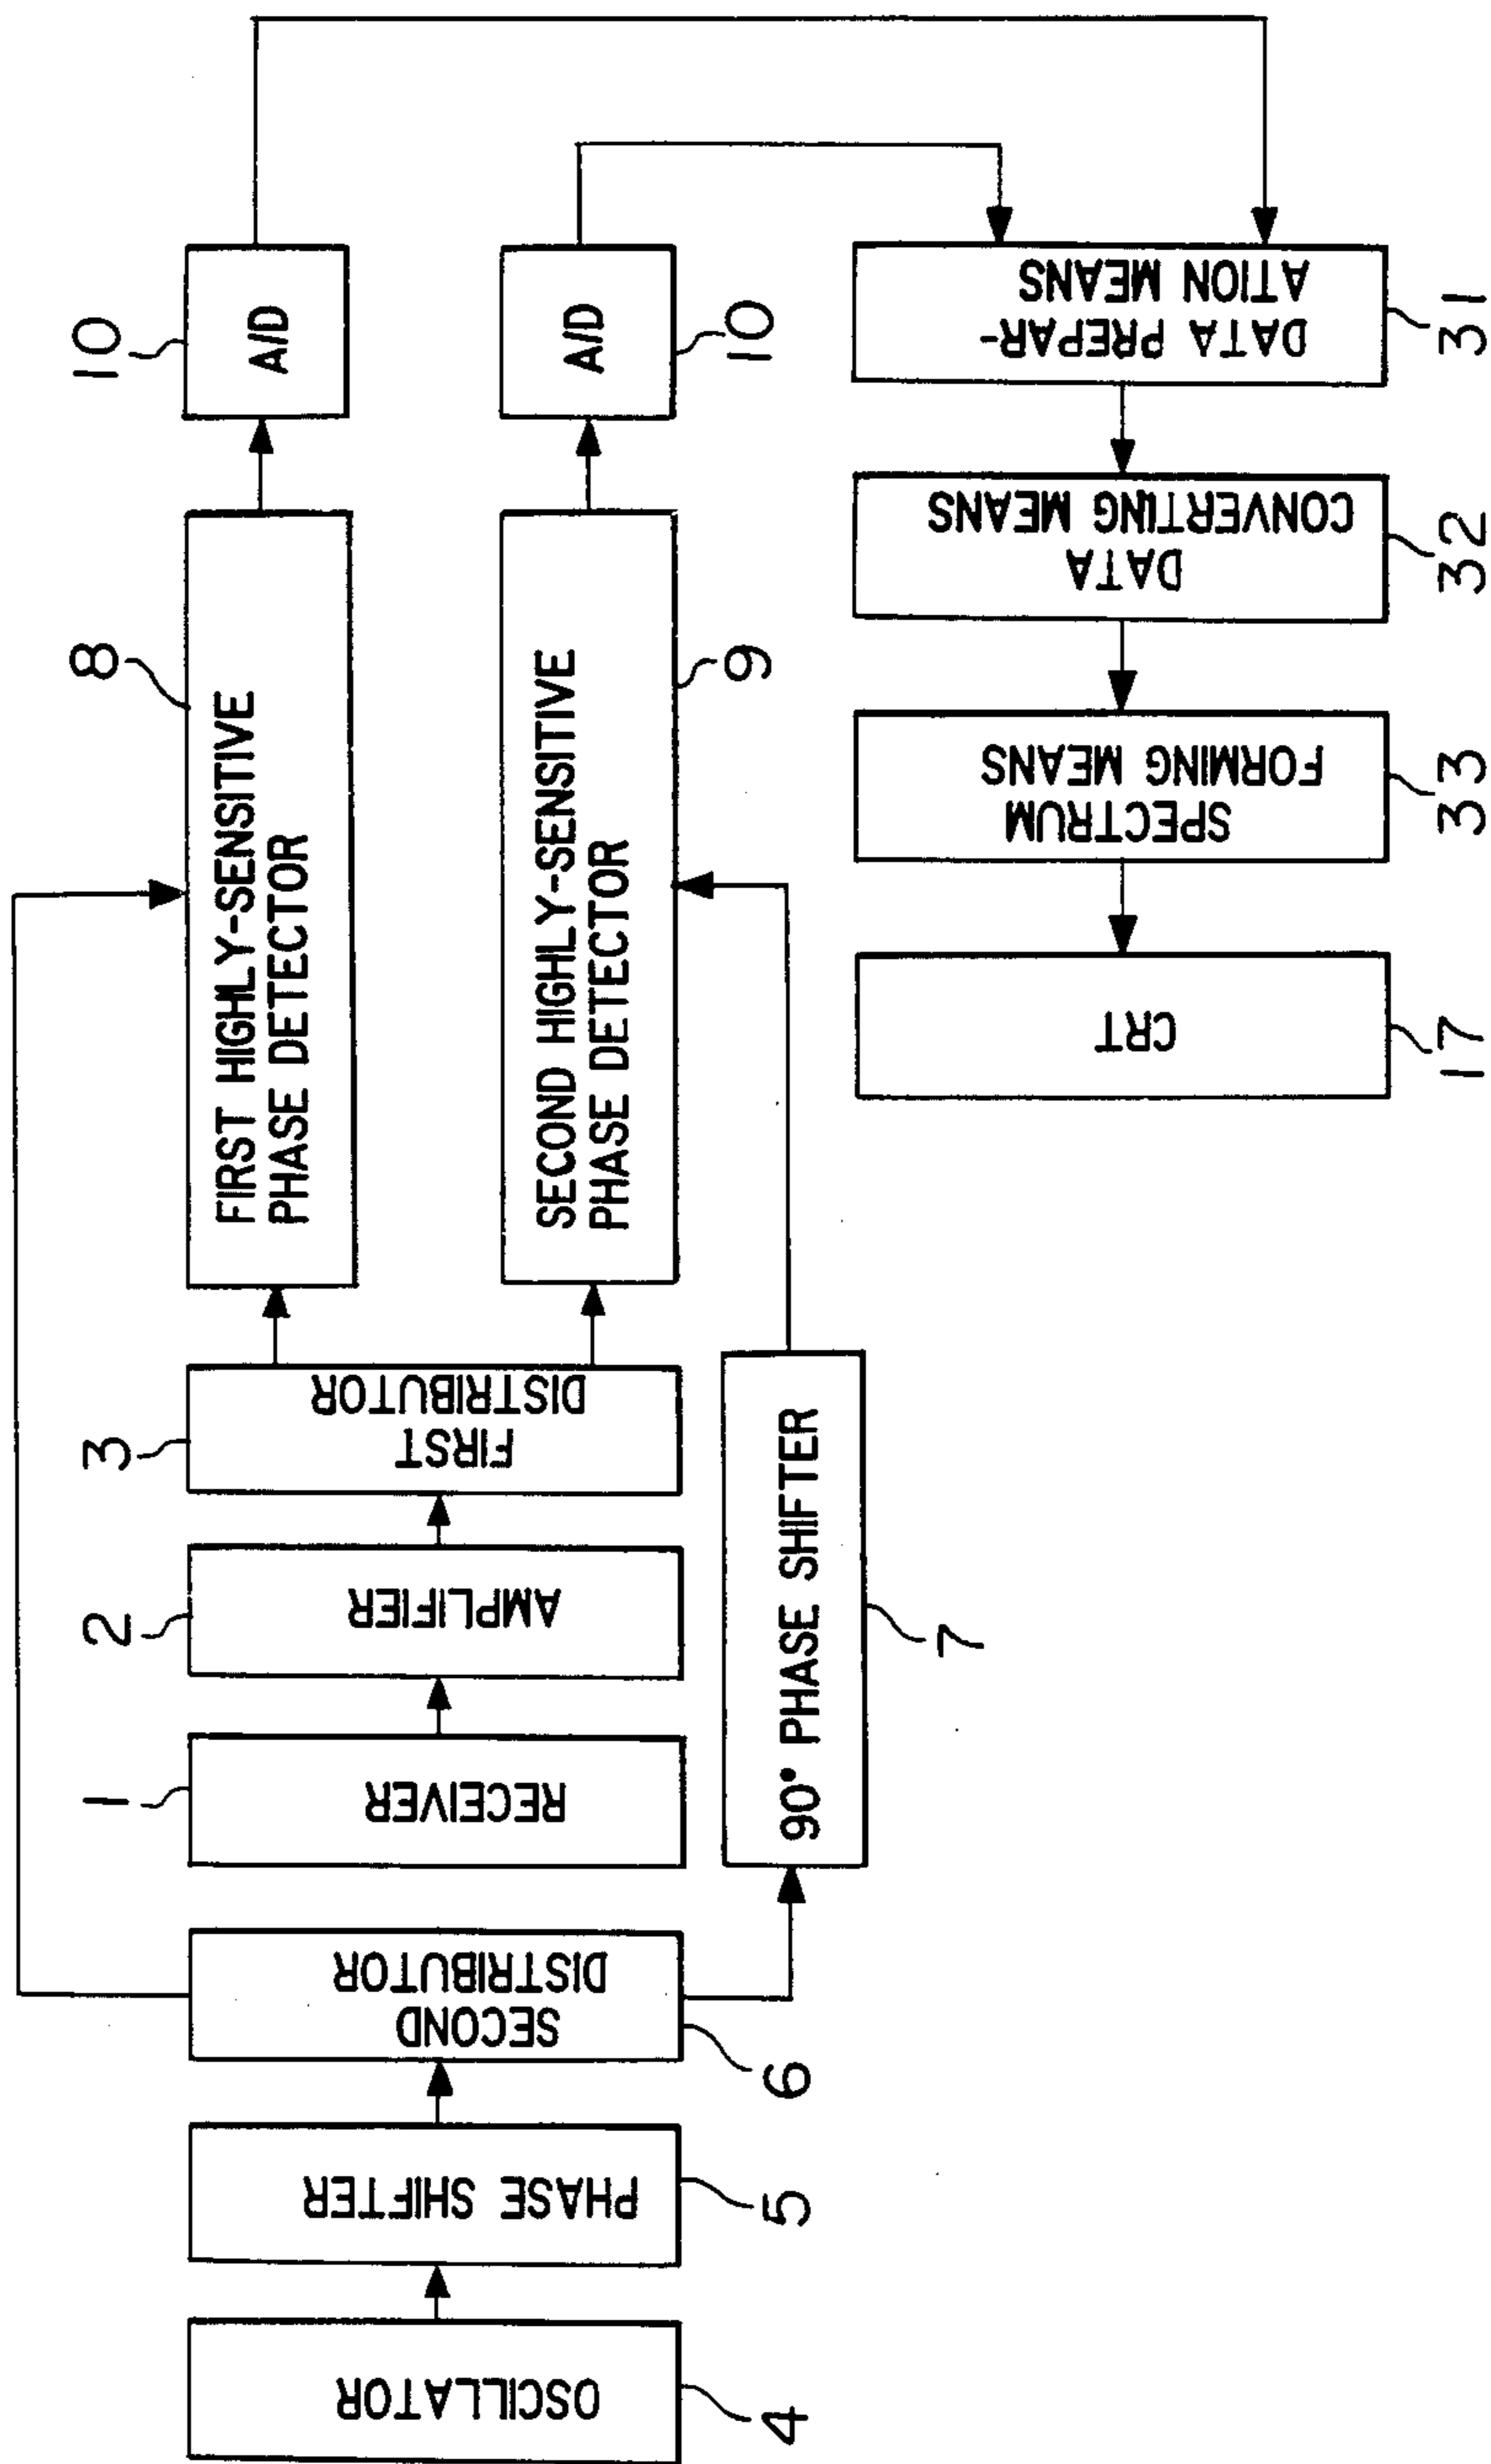 10
A/D
10
A/D
8
FIRST HIGHLY-SENSITIVE
PHASE DETECTOR
9
SECOND HIGHLY-SENSITIVE
PHASE DETECTOR
3
FIRST
DISTRIBUTOR
2
AMPLIFIER
1
RECEIVER
90° PHASE SHIFTER
7
SECOND
DISTRIBUTOR
6
PHASE SHIFTER
5
OSCILLATOR
4
DATA PREPAR-
ATION MEANS
31
DATA
CONVERTING MEANS
32
SPECTRUM
FORMING MEANS
33
CRT
17